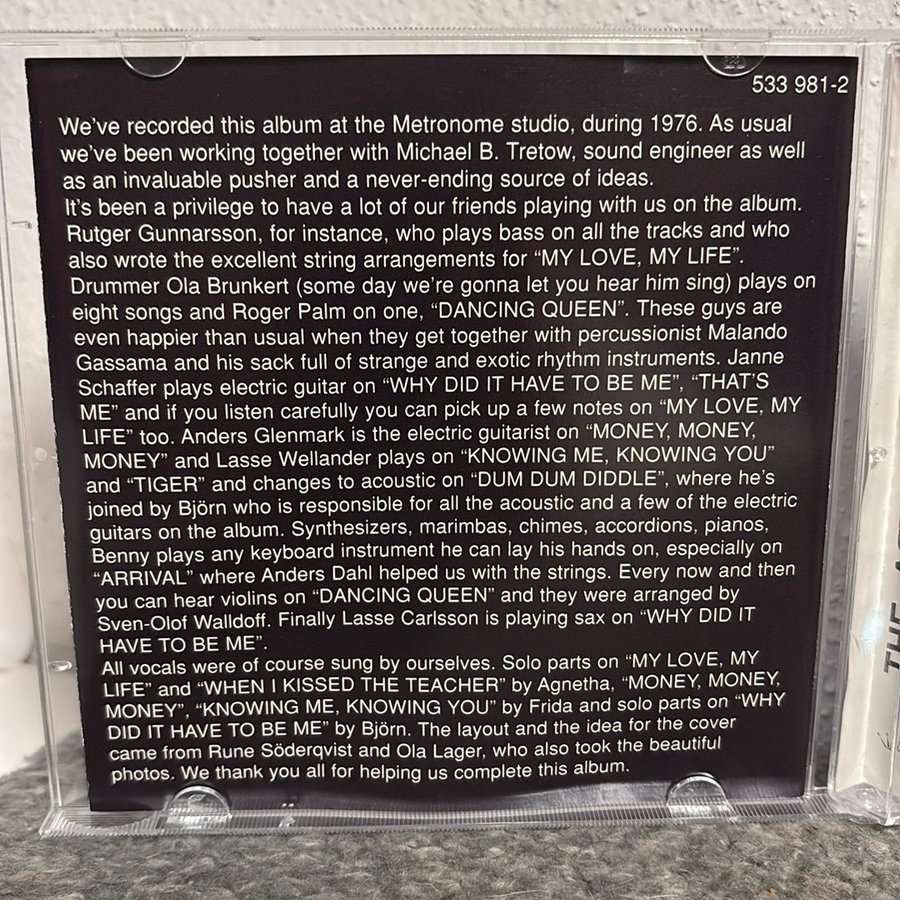 533 981-2
We've recorded this album at the Metronome studio, during 1976. As usual
we've been working together with Michael B. Tretow, sound engineer as well
as an invaluable pusher and a never-ending source of ideas.
It's been a privilege to have a lot of our friends playing with us on the album.
Rutger Gunnarsson, for instance, who plays bass on all the tracks and who
also wrote the excellent string arrangements for “MY LOVE, MY LIFE”.
Drummer Ola Brunkert (some day we're gonna let you hear him sing) plays on
eight songs and Roger Palm on one, “DANCING QUEEN”. These guys are
even happier than usual when they get together with percussionist Malando
Gassama and his sack full of strange and exotic rhythm instruments. Janne
Schaffer plays electric guitar on “WHY DID IT HAVE TO BE ME”, “THAT'S
ME” and if you listen carefully you can pick up a few notes on “MY LOVE, MY
LIFE” too. Anders Glenmark is the electric guitarist on “MONEY, MONEY,
MONEY” and Lasse Wellander plays on “KNOWING ME, KNOWING YOU”
and “TIGER” and changes to acoustic on “DUM DUM DIDDLE”, where he's
joined by Björn who is responsible for all the acoustic and a few of the electric
guitars on the album. Synthesizers, marimbas, chimes, accordions, pianos,
Benny plays any keyboard instrument he can lay his hands on, especially on
“ARRIVAL” where Anders Dahl helped us with the strings. Every now and then
you can hear violins on “DANCING QUEEN” and they were arranged by
Sven-Olof Walldoff. Finally Lasse Carlsson is playing sax on “WHY DID IT
HAVE TO BE ME”.
All vocals were of course sung by ourselves. Solo parts on “MY LOVE, MY
LIFE” and “WHEN I KISSED THE TEACHER” by Agnetha, “MONEY, MONEY,
MONEY”, “KNOWING ME, KNOWING YOU” by Frida and solo parts on “WHY
DID IT HAVE TO BE ME” by Björn. The layout and the idea for the cover
came from Rune Söderqvist and Ola Lager, who also took the beautiful
photos. We thank you all for helping us complete this album.
THE